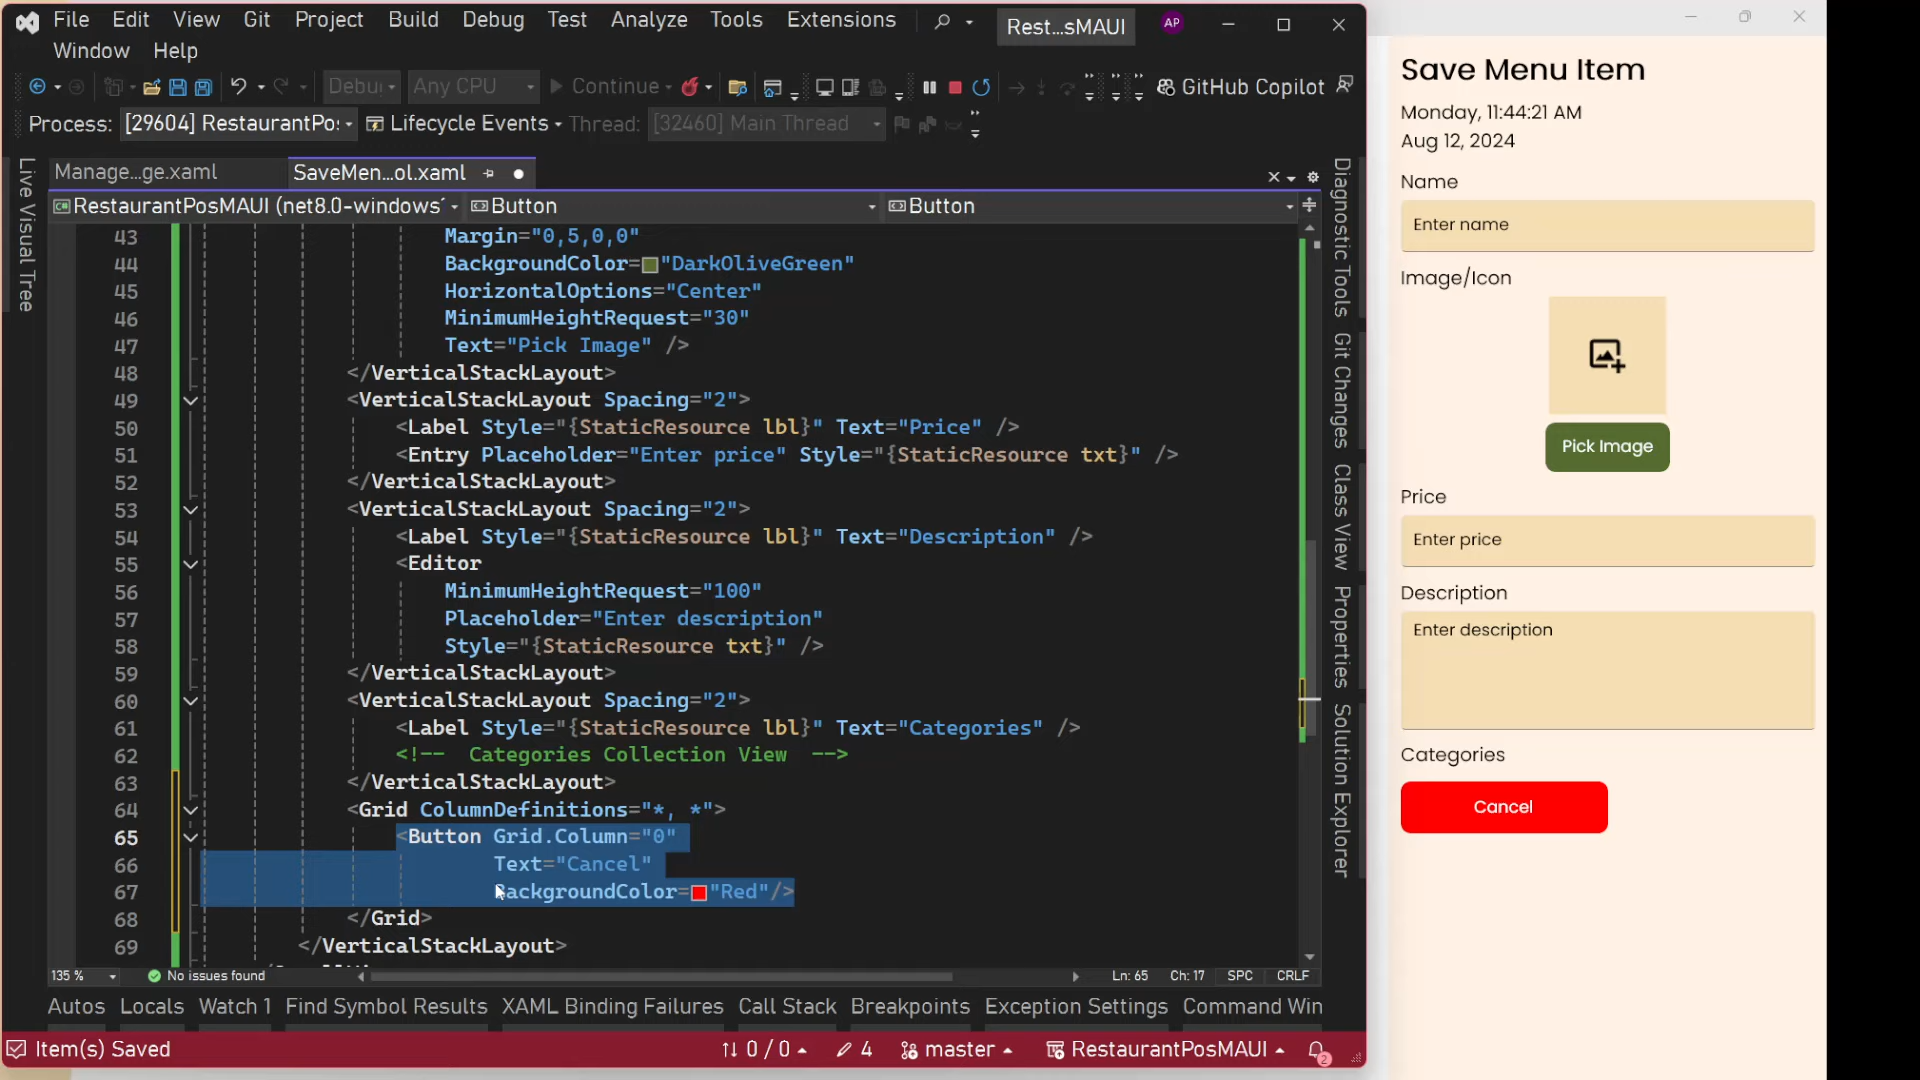 File Edit View Git Project Build Debug Test Analyze Tools Extensions Rest...sMAUI AP
Window Help
Debu Any CPU Continue GitHub Copilot
Process: [29604] RestaurantPo Lifecycle Events Thread: [32460] Main Thread
Live Visual Tree
Manage...ge.xaml SaveMen...ol.xaml
RestaurantPosMAUI (net8.0-windows Button Button
43 Margin="0,5,0,0"
44 BackgroundColor="DarkOliveGreen"
45 HorizontalOptions="Center"
46 MinimumHeightRequest="30"
47 Text="Pick Image" />
48 </VerticalStackLayout>
49 <VerticalStackLayout Spacing="2">
50 <Label Style="{StaticResource lbl}" Text="Price" />
51 <Entry Placeholder="Enter price" Style="{StaticResource txt}" />
52 </VerticalStackLayout>
53 <VerticalStackLayout Spacing="2">
54 <Label Style="{StaticResource lbl}" Text="Description" />
55 <Editor
56 MinimumHeightRequest="100"
57 Placeholder="Enter description"
58 Style="{StaticResource txt}" />
59 </VerticalStackLayout>
60 <VerticalStackLayout Spacing="2">
61 <Label Style="{StaticResource lbl}" Text="Categories" />
62 <!-- Categories Collection View -->
63 </VerticalStackLayout>
64 <Grid ColumnDefinitions="*, *">
65 <Button Grid.Column="0"
66 Text="Cancel"
67 BackgroundColor="Red"/>
68 </Grid>
69 </VerticalStackLayout>
135 % No issues found Ln: 65 Ch: 17 SPC CRLF
Autos Locals Watch 1 Find Symbol Results XAML Binding Failures Call Stack Breakpoints Exception Settings Command Win
Item(s) Saved 0 / 0 4 master RestaurantPosMAUI 2
Diagnostic Tools
Git Changes
Class View
Properties
Solution Explorer
Save Menu Item
Monday, 11:44:21 AM
Aug 12, 2024
Name
Enter name
Image/Icon
Pick Image
Price
Enter price
Description
Enter description
Categories
Cancel